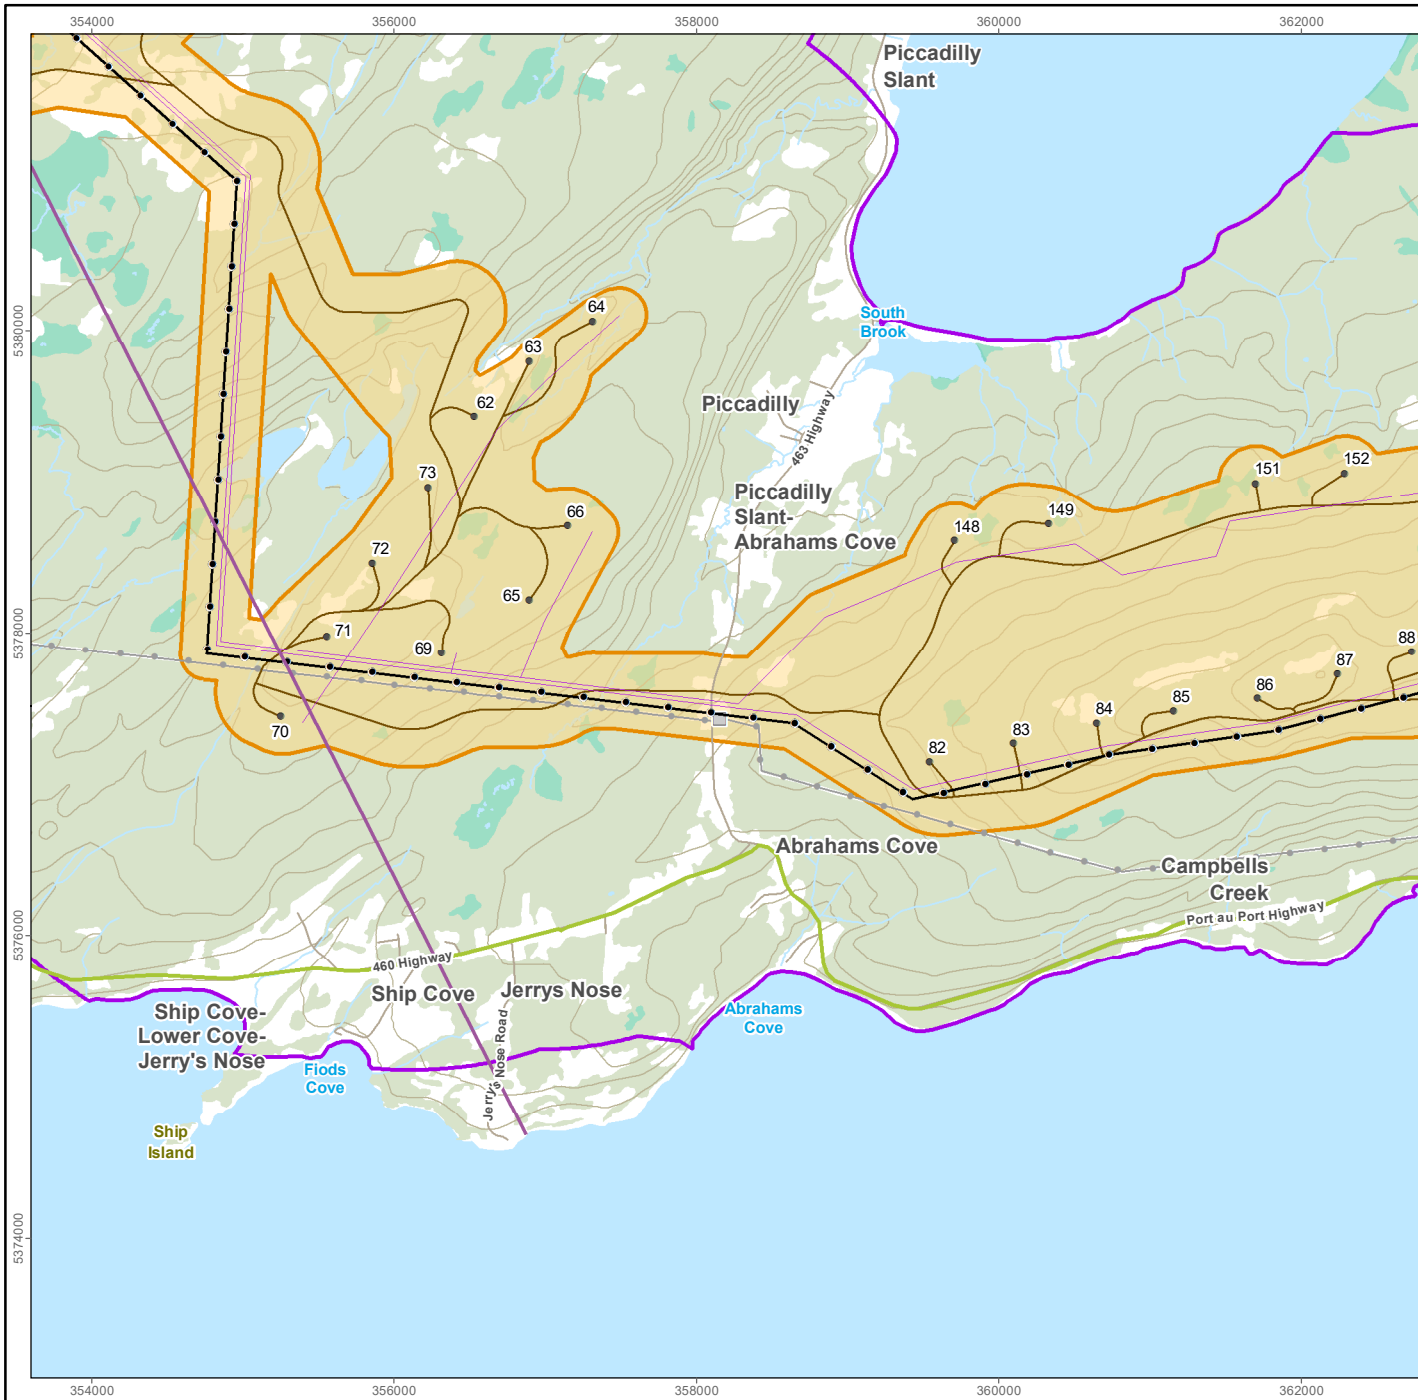 354000
356000
358000
360000
362000
Piccadilly
Slant
5380000
5378000
5376000
5374000
64
63
62
73
66
72
65
71
69
70
South
Brook
Piccadilly
463 Highway
Piccadilly
Slant-
Abrahams Cove
148
149
151
152
88
87
86
85
84
83
82
Abrahams Cove
Campbells
Creek
Port au Port Highway
460 Highway
Ship Cove
Jerrys Nose
Jerry's Nose Road
Ship Cove-
Lower Cove-
Jerry's Nose
Fiods
Cove
Abrahams
Cove
Ship
Island
354000
356000
358000
360000
362000